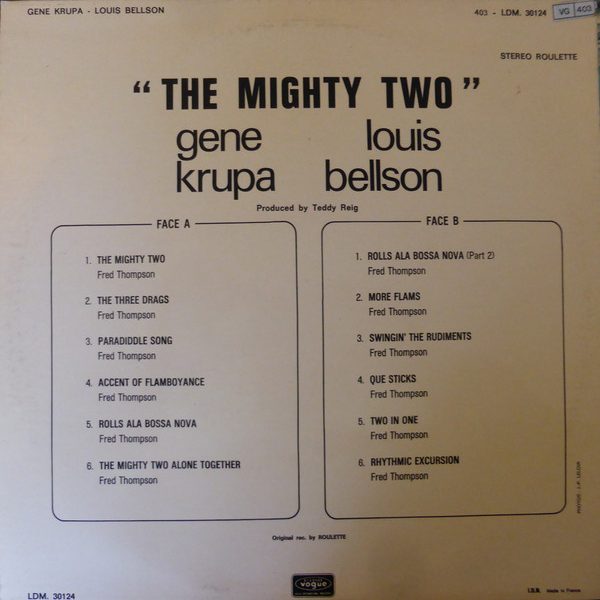 GENE KRUPA - LOUIS BELLSON
403 - LDM. 30124
VG 403
STEREO ROULETTE
“ THE MIGHTY TWO ”
gene louis
krupa bellson
Produced by Teddy Reig
FACE A
1. THE MIGHTY TWO
Fred Thompson
2. THE THREE DRAGS
Fred Thompson
3. PARADIDDLE SONG
Fred Thompson
4. ACCENT OF FLAMBOYANCE
Fred Thompson
5. ROLLS ALA BOSSA NOVA
Fred Thompson
6. THE MIGHTY TWO ALONE TOGETHER
Fred Thompson
FACE B
1. ROLLS ALA BOSSA NOVA (Part 2)
Fred Thompson
2. MORE FLAMS
Fred Thompson
3. SWINGIN' THE RUDIMENTS
Fred Thompson
4. QUE STICKS
Fred Thompson
5. TWO IN ONE
Fred Thompson
6. RHYTHMIC EXCURSION
Fred Thompson
PHOTOS : J.P. LELOIR
Original rec. by ROULETTE
vogue
LDM. 30124
Made in France